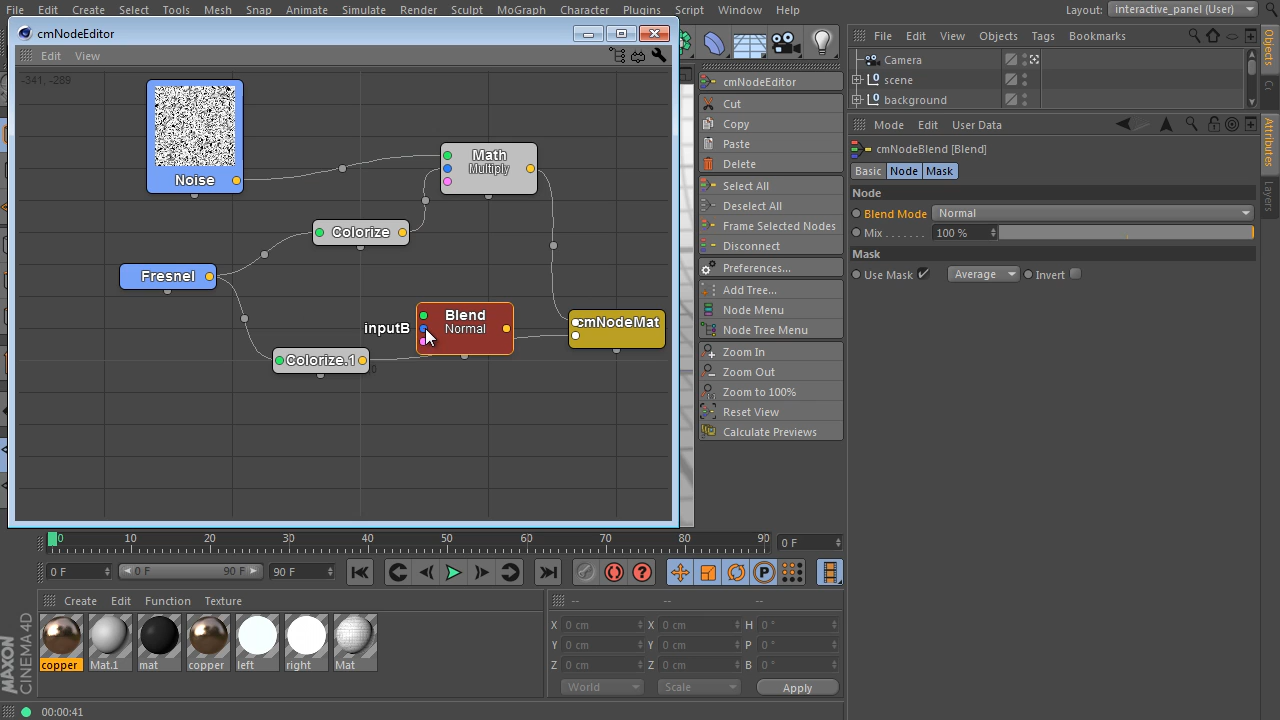 File Edit Create Select Tools Mesh Snap Animate Simulate Render Sculpt MoGraph Character Plugins Script Window Help Layout: interactive_panel (User)
cmNodeEditor
Edit View
-341, -289
Noise
Math
Multiply
Colorize
Fresnel
inputB
Blend
Normal
cmNodeMat
Colorize.1
cmNodeEditor
Cut
Copy
Paste
Delete
Select All
Deselect All
Frame Selected Nodes
Disconnect
Preferences...
Add Tree...
Node Menu
Node Tree Menu
Zoom In
Zoom Out
Zoom to 100%
Reset View
Calculate Previews
File Edit View Objects Tags Bookmarks
Camera
scene
background
Objects
Mode Edit User Data
cmNodeBlend [Blend]
Basic Node Mask
Node
Blend Mode Normal
Mix . . . . . . . 100 %
Mask
Use Mask Average Invert
Attributes
Layers
0 10 20 30 40 50 60 70 80 90 0 F
0 F 0 F 90 F 90 F
Create Edit Function Texture
copper Mat.1 mat copper left right Mat
-- -- --
X 0 cm X 0 cm H 0 °
Y 0 cm Y 0 cm P 0 °
Z 0 cm Z 0 cm B 0 °
World Scale Apply
MAXON
CINEMA 4D
00:00:41